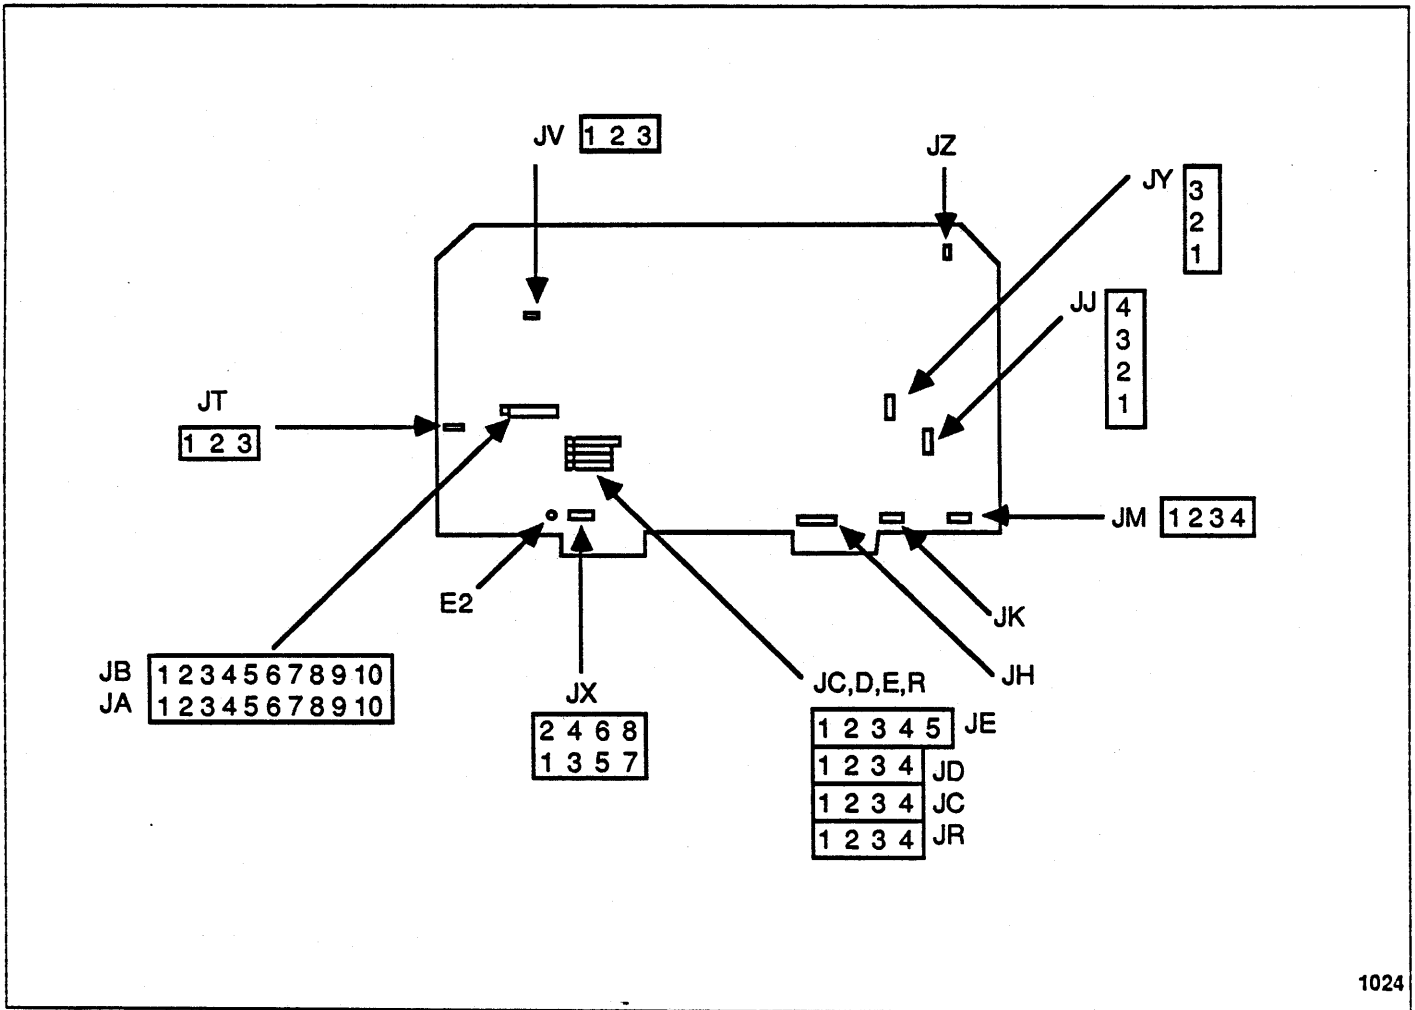 JV 1 2 3
JZ
JY
3
2
1
JJ
4
3
2
1
JT
1 2 3
JM 1 2 3 4
E2
JK
JB 1 2 3 4 5 6 7 8 9 10
JA 1 2 3 4 5 6 7 8 9 10
JX
2 4 6 8
1 3 5 7
JH
JC,D,E,R
1 2 3 4 5 JE
1 2 3 4 JD
1 2 3 4 JC
1 2 3 4 JR
1024